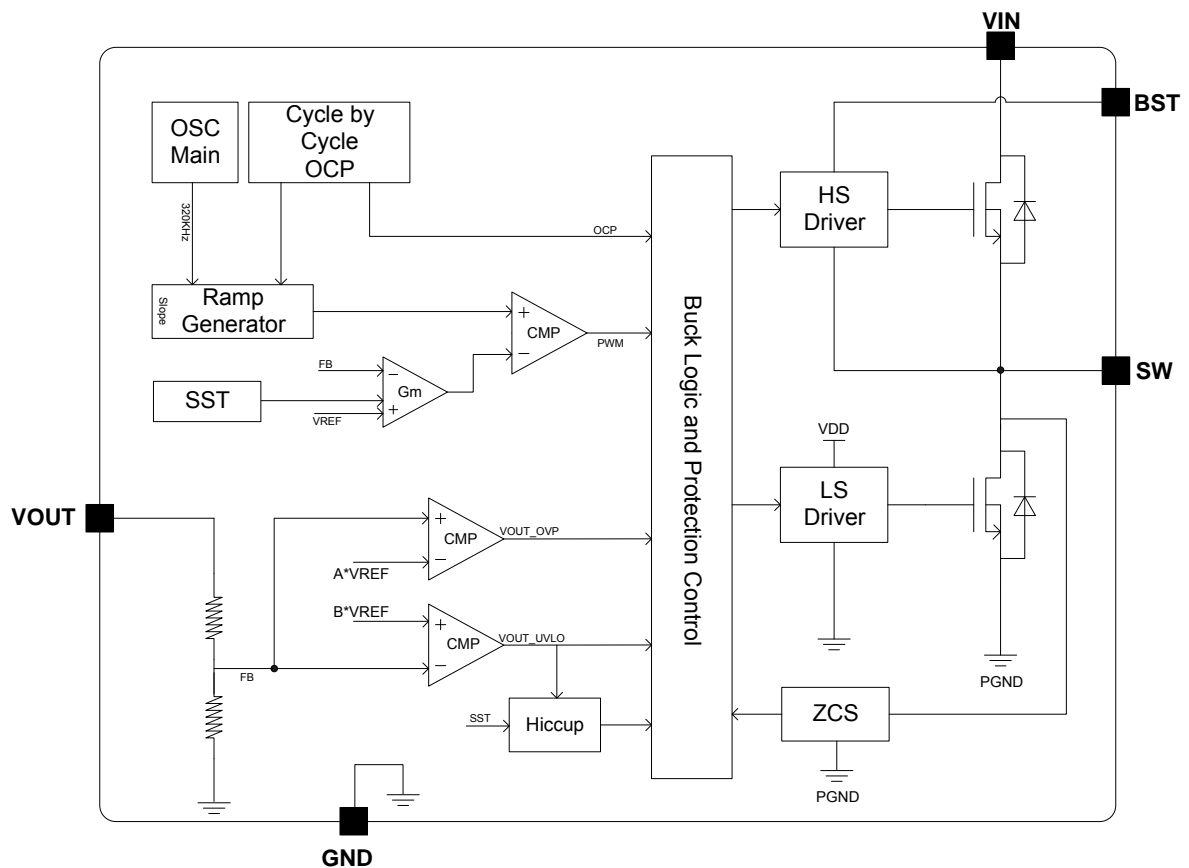 VIN
BST
OSC
Main
Cycle by
Cycle
OCP
HS
Driver
320KHz
OCP
Slope
Ramp
Generator
+
−
CMP
PWM
FB
−
Gm
+
SST
VREF
SW
Buck Logic and Protection Control
VDD
LS
Driver
VOUT
+
−
CMP
VOUT_OVP
A*VREF
B*VREF
+
−
CMP
VOUT_UVLO
FB
PGND
SST
Hiccup
ZCS
PGND
GND